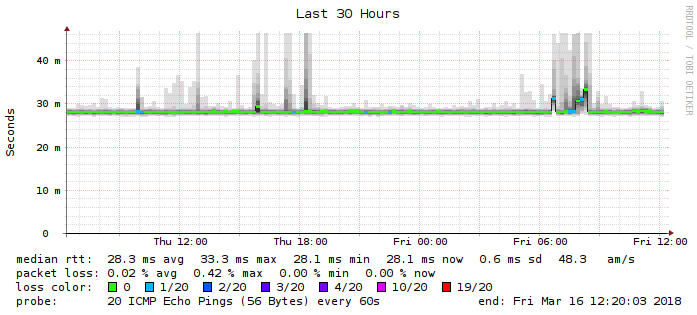 Last 30 Hours
RRDTOOL / TOBI OETIKER
Seconds
40 m
30 m
20 m
10 m
0
Thu 12:00 Thu 18:00 Fri 00:00 Fri 06:00 Fri 12:00
median rtt: 28.3 ms avg 33.3 ms max 28.1 ms min 28.1 ms now 0.6 ms sd 48.3 am/s
packet loss: 0.02 % avg 0.42 % max 0.00 % min 0.00 % now
loss color: 0 1/20 2/20 3/20 4/20 10/20 19/20
probe: 20 ICMP Echo Pings (56 Bytes) every 60s end: Fri Mar 16 12:20:03 2018